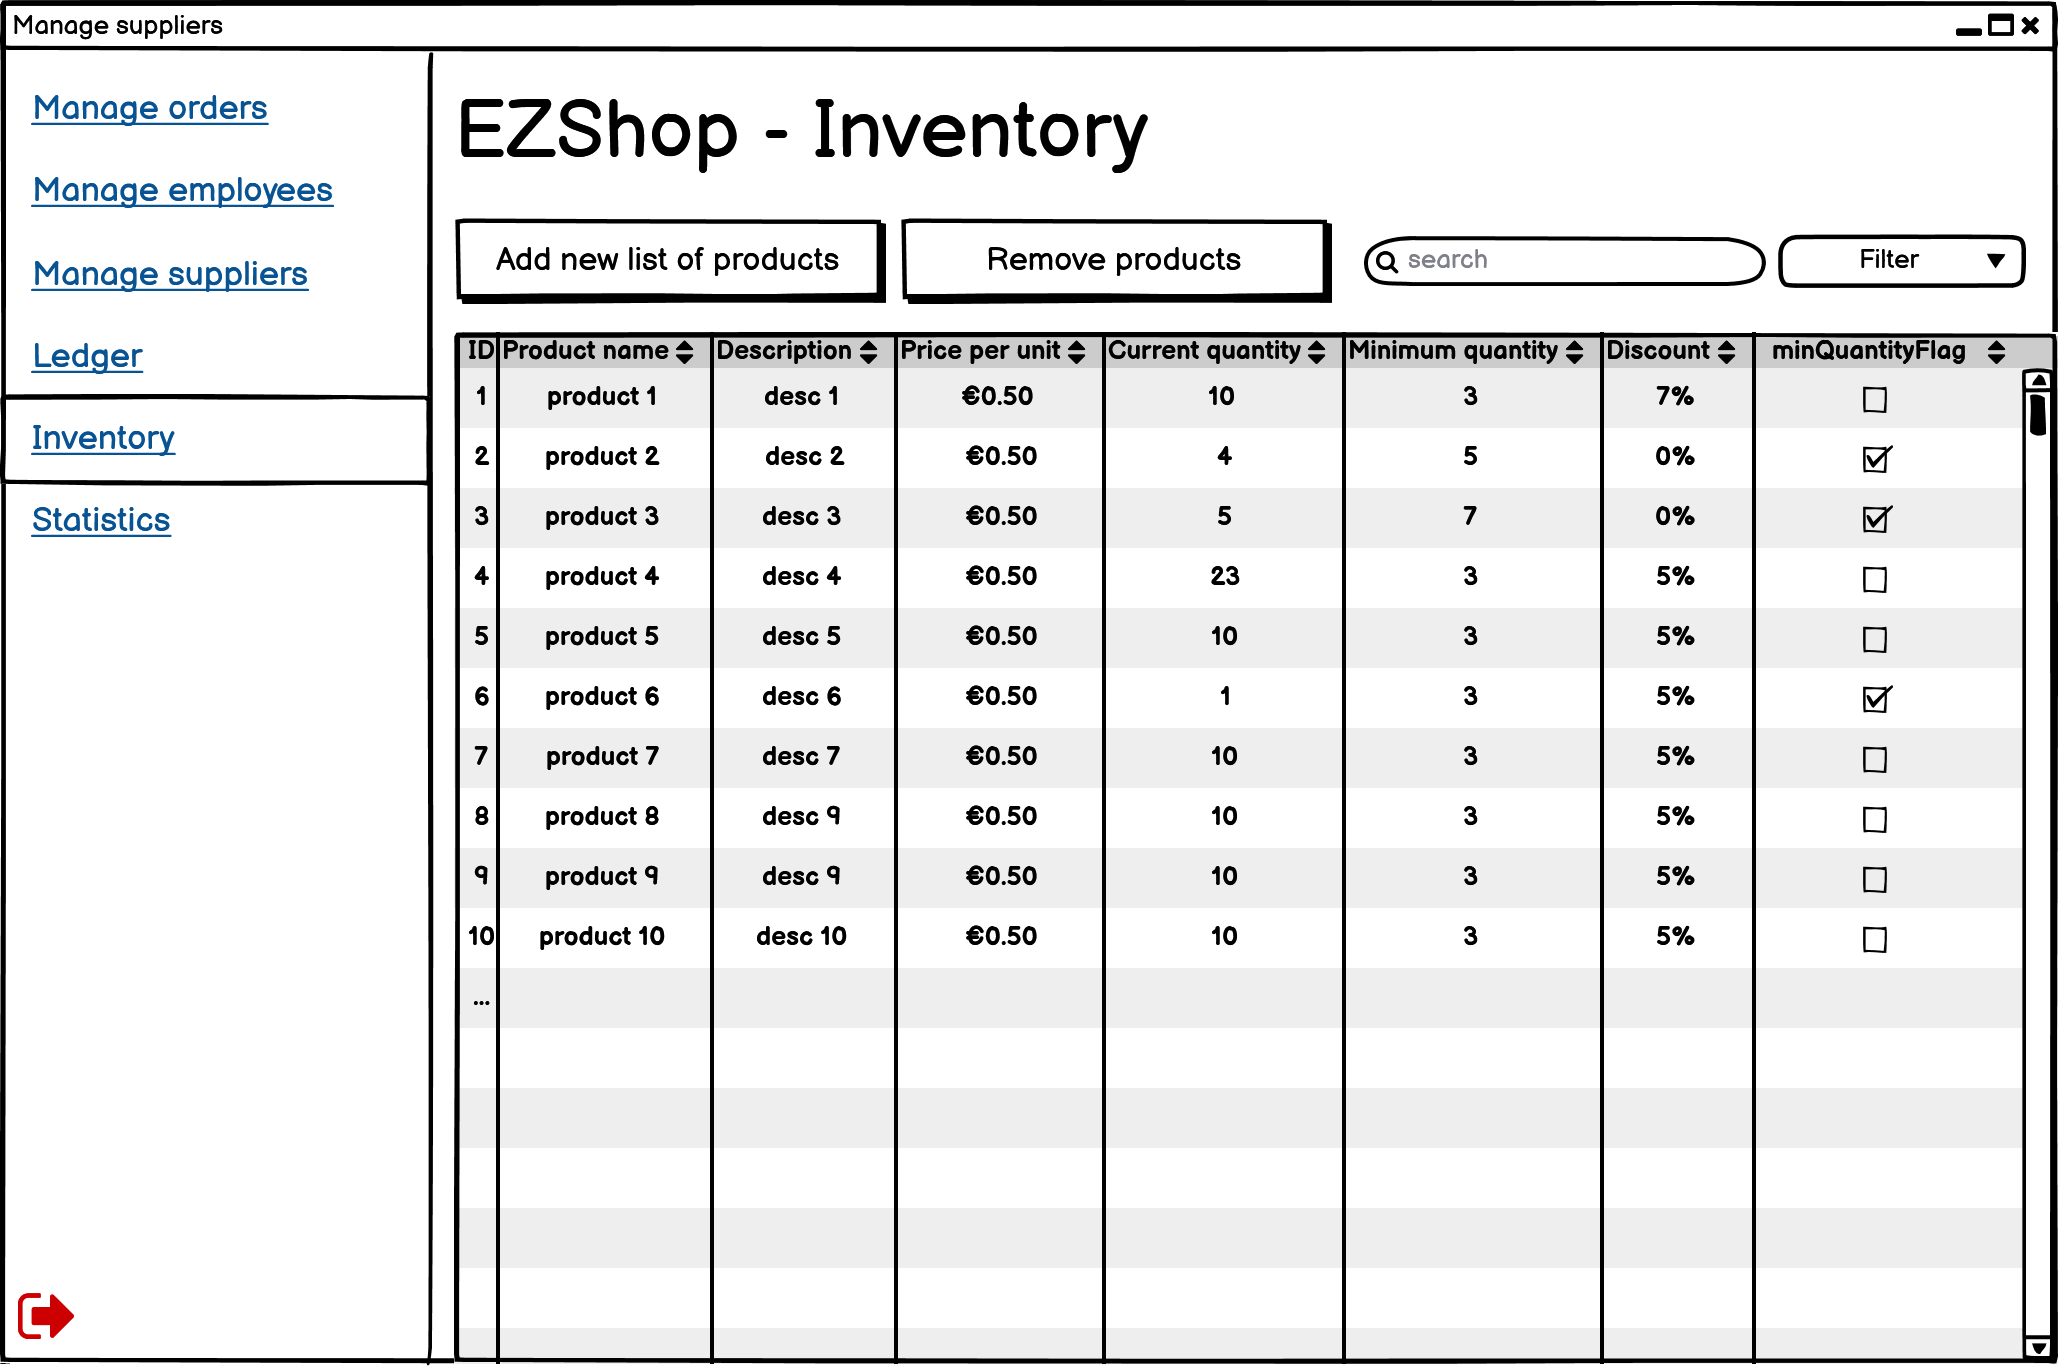 Manage suppliers
Manage orders
Manage employees
Manage suppliers
Ledger
Inventory
Statistics
EZShop - Inventory
Add new list of products Remove products search Filter
ID Product name Description Price per unit Current quantity Minimum quantity Discount minQuantityFlag
1 product 1 desc 1 €0.50 10 3 7%
2 product 2 desc 2 €0.50 4 5 0%
3 product 3 desc 3 €0.50 5 7 0%
4 product 4 desc 4 €0.50 23 3 5%
5 product 5 desc 5 €0.50 10 3 5%
6 product 6 desc 6 €0.50 1 3 5%
7 product 7 desc 7 €0.50 10 3 5%
8 product 8 desc 9 €0.50 10 3 5%
9 product 9 desc 9 €0.50 10 3 5%
10 product 10 desc 10 €0.50 10 3 5%
...